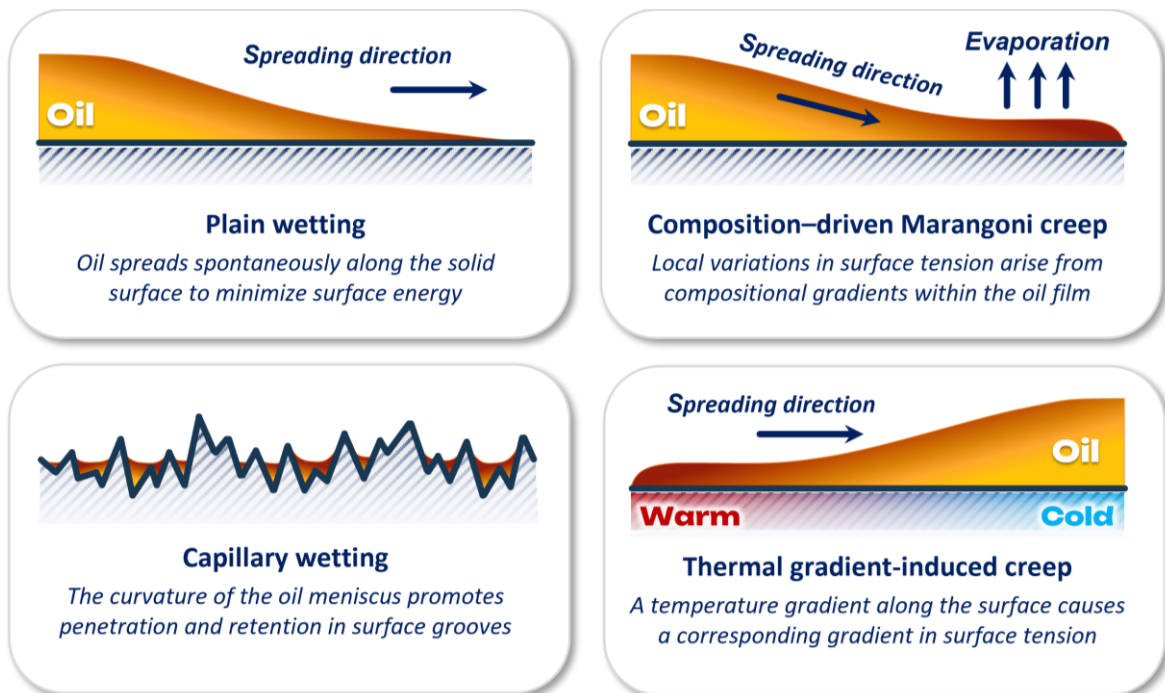 Spreading direction
Oil
Plain wetting
Oil spreads spontaneously along the solid
surface to minimize surface energy
Spreading direction
Evaporation
Oil
Composition–driven Marangoni creep
Local variations in surface tension arise from
compositional gradients within the oil film
Capillary wetting
The curvature of the oil meniscus promotes
penetration and retention in surface grooves
Spreading direction
Oil
Warm
Cold
Thermal gradient-induced creep
A temperature gradient along the surface causes
a corresponding gradient in surface tension